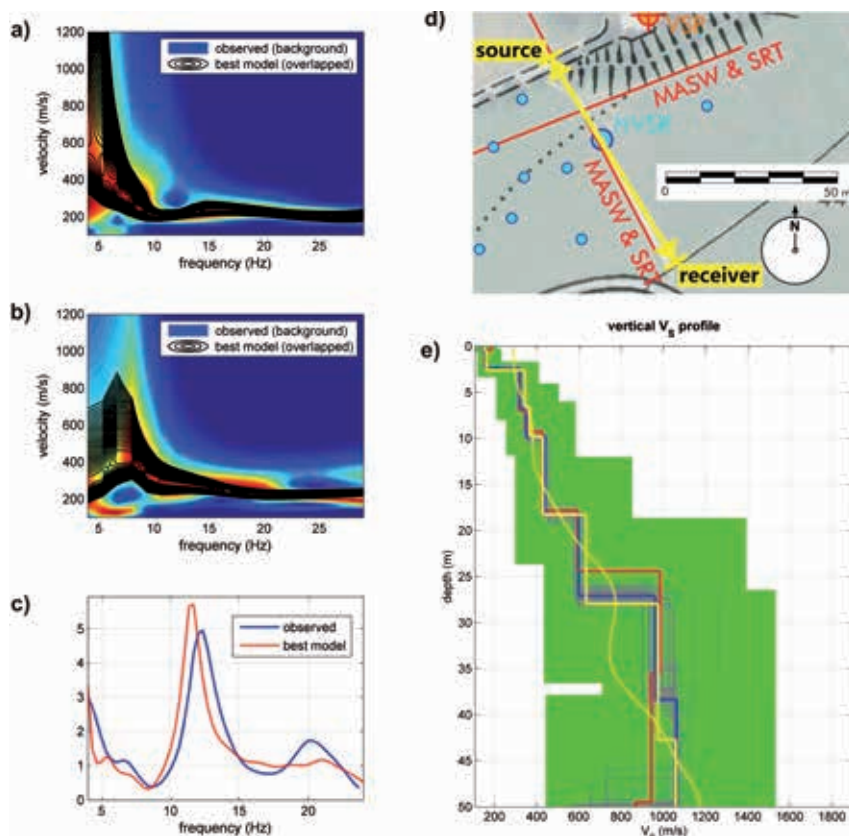 a)
1200
1000
800
600
400
200
velocity (m/s)
observed (background)
best model (overlapped)
5
10
15
20
25
frequency (Hz)
b)
1200
1000
800
600
400
200
velocity (m/s)
observed (background)
best model (overlapped)
5
10
15
20
25
frequency (Hz)
c)
5
4
3
2
1
0
observed
best model
5
10
15
20
frequency (Hz)
d)
source
VSP
MASW & SRT
HVSR
MASW & SRT
0
50 m
N
receiver
e)
vertical VS profile
0
5
10
15
20
25
30
35
40
45
50
depth (m)
200
400
600
800
1000
1200
1400
1600
1800
VS (m/s)